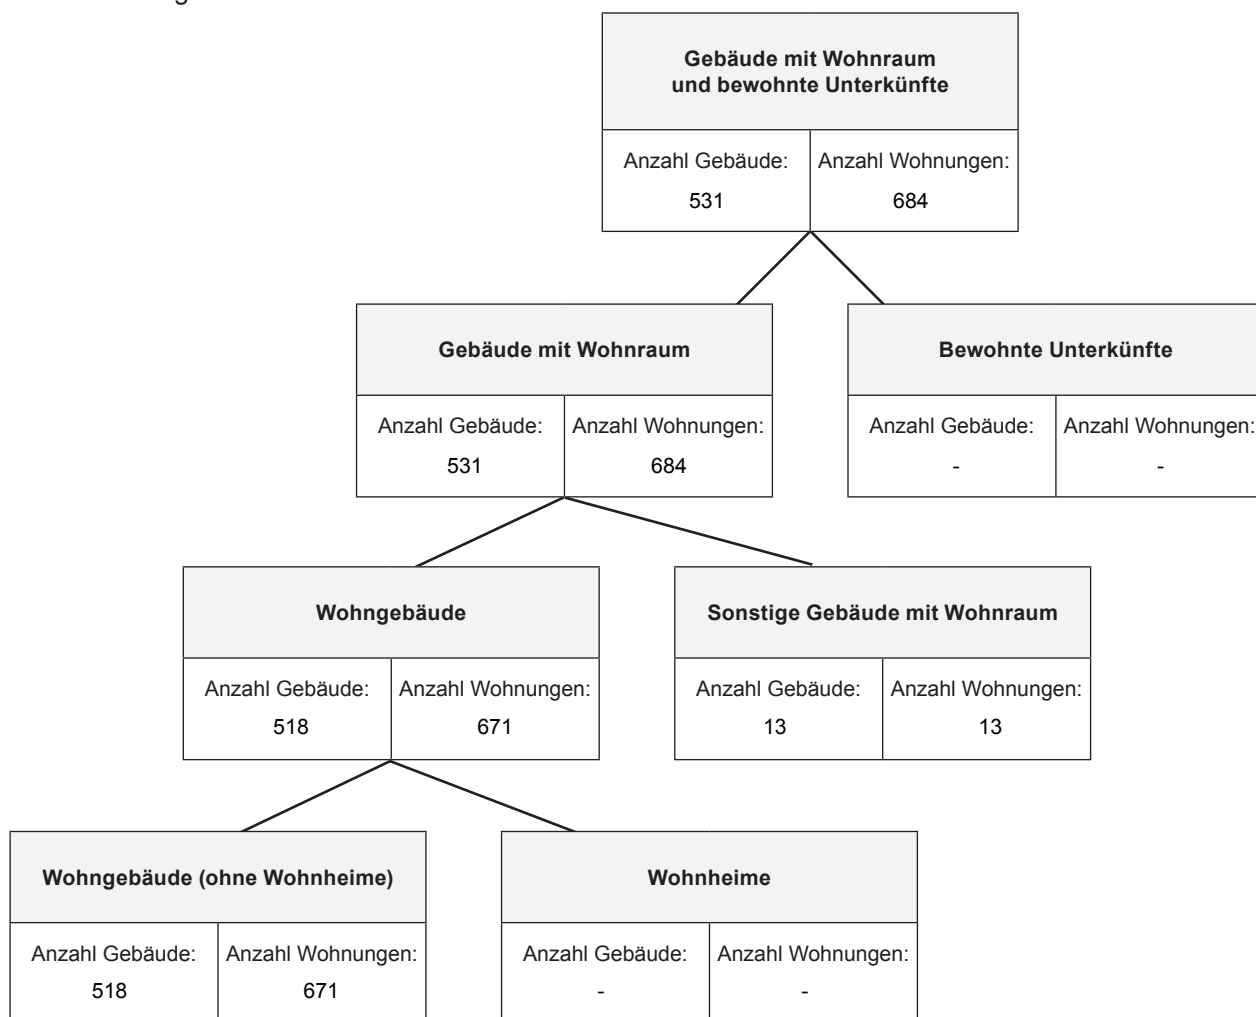 Gebäude mit Wohnraum
und bewohnte Unterkünfte
Anzahl Gebäude: Anzahl Wohnungen:
531 684
Gebäude mit Wohnraum Bewohnte Unterkünfte
Anzahl Gebäude: Anzahl Wohnungen: Anzahl Gebäude: Anzahl Wohnungen:
531 684 - -
Wohngebäude Sonstige Gebäude mit Wohnraum
Anzahl Gebäude: Anzahl Wohnungen: Anzahl Gebäude: Anzahl Wohnungen:
518 671 13 13
Wohngebäude (ohne Wohnheime) Wohnheime
Anzahl Gebäude: Anzahl Wohnungen: Anzahl Gebäude: Anzahl Wohnungen:
518 671 - -